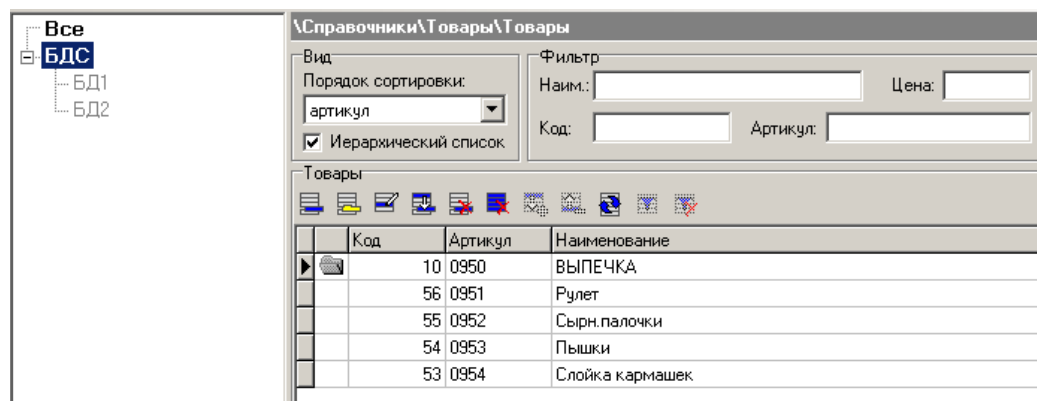 Все
БДС
БД1
БД2
\Справочники\Товары\Товары
Вид
Порядок сортировки:
артикул
Иерархический список
Фильтр
Наим.: Цена:
Код: Артикул:
Товары
Код Артикул Наименование
10 0950 ВЫПЕЧКА
56 0951 Рулет
55 0952 Сырн.палочки
54 0953 Пышки
53 0954 Слойка кармашек